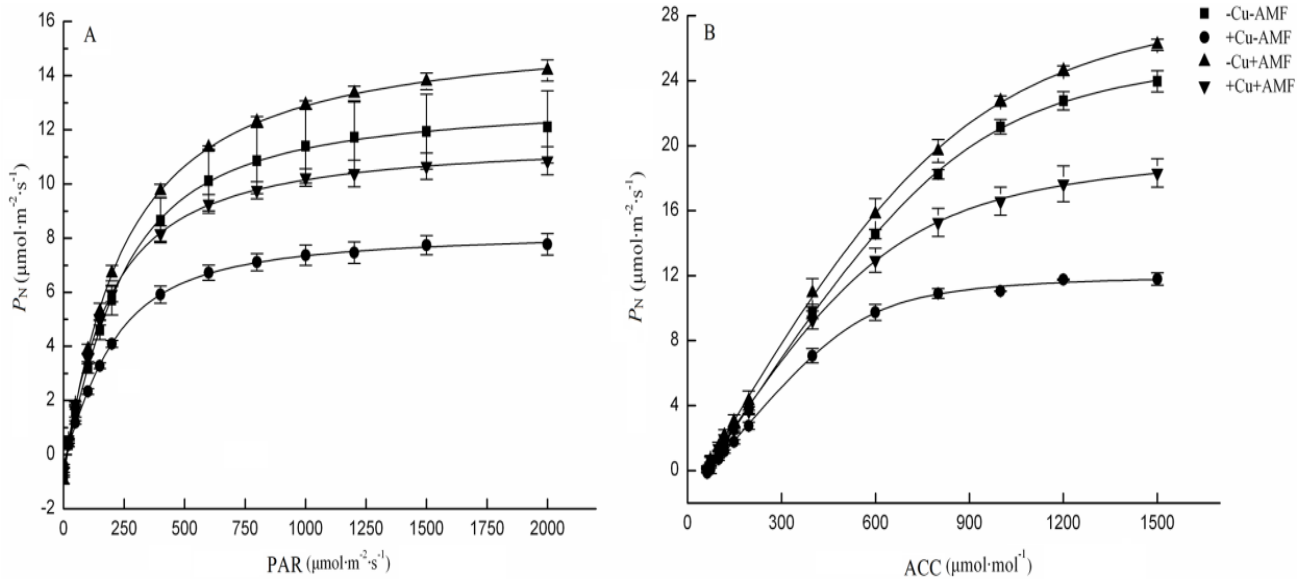 A
16
14
12
10
8
6
4
2
0
-2
P_N (μmol·m⁻²·s⁻¹)
0 250 500 750 1000 1250 1500 1750 2000
PAR (μmol·m⁻²·s⁻¹)
B
28
24
20
16
12
8
4
0
P_N (μmol·m⁻²·s⁻¹)
0 300 600 900 1200 1500
ACC (μmol·mol⁻¹)
-Cu-AMF
+Cu-AMF
-Cu+AMF
+Cu+AMF